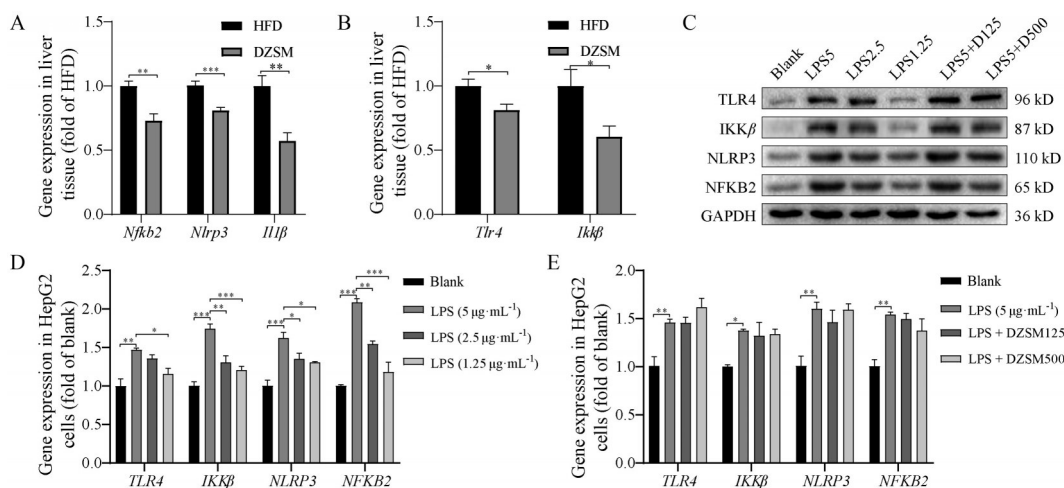 A
Gene expression in liver
tissue (fold of HFD)
1.5
1.0
0.5
0.0
HFD
DZSM
**
***
**
Nfkb2
Nlrp3
Il1β
B
Gene expression in liver
tissue (fold of HFD)
1.5
1.0
0.5
0.0
HFD
DZSM
*
*
Tlr4
Ikkβ
C
Blank
LPS5
LPS2.5
LPS1.25
LPS5+D125
LPS5+D500
TLR4 96 kD
IKKβ 87 kD
NLRP3 110 kD
NFKB2 65 kD
GAPDH 36 kD
D
Gene expression in HepG2
cells (fold of blank)
2.5
2.0
1.5
1.0
0.5
0.0
** *
*** ** ***
*** * *
*** ** ***
TLR4
IKKβ
NLRP3
NFKB2
Blank
LPS (5 μg·mL⁻¹)
LPS (2.5 μg·mL⁻¹)
LPS (1.25 μg·mL⁻¹)
E
Gene expression in HepG2
cells (fold of blank)
2.0
1.5
1.0
0.5
0.0
**
*
**
**
TLR4
IKKβ
NLRP3
NFKB2
Blank
LPS (5 μg·mL⁻¹)
LPS + DZSM125
LPS + DZSM500